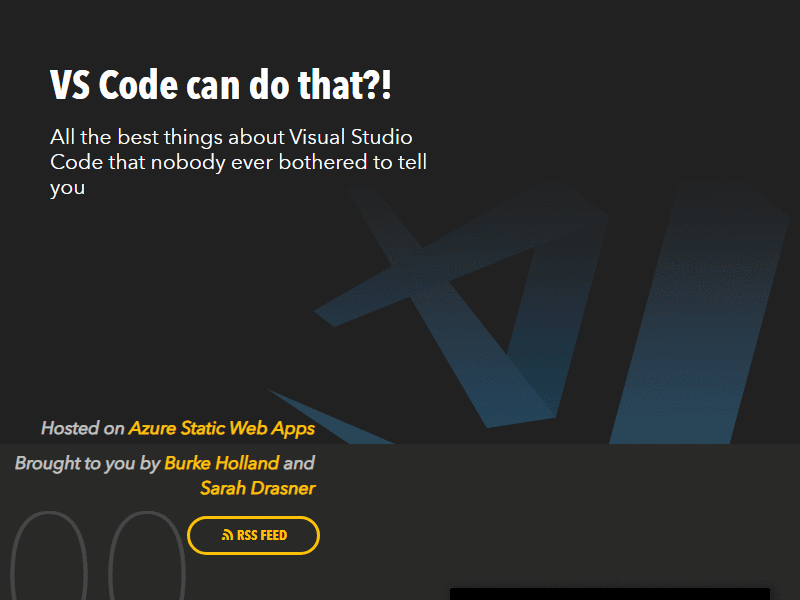 VS Code can do that?!
All the best things about Visual Studio
Code that nobody ever bothered to tell
you
Hosted on Azure Static Web Apps
Brought to you by Burke Holland and
Sarah Drasner
RSS FEED
00